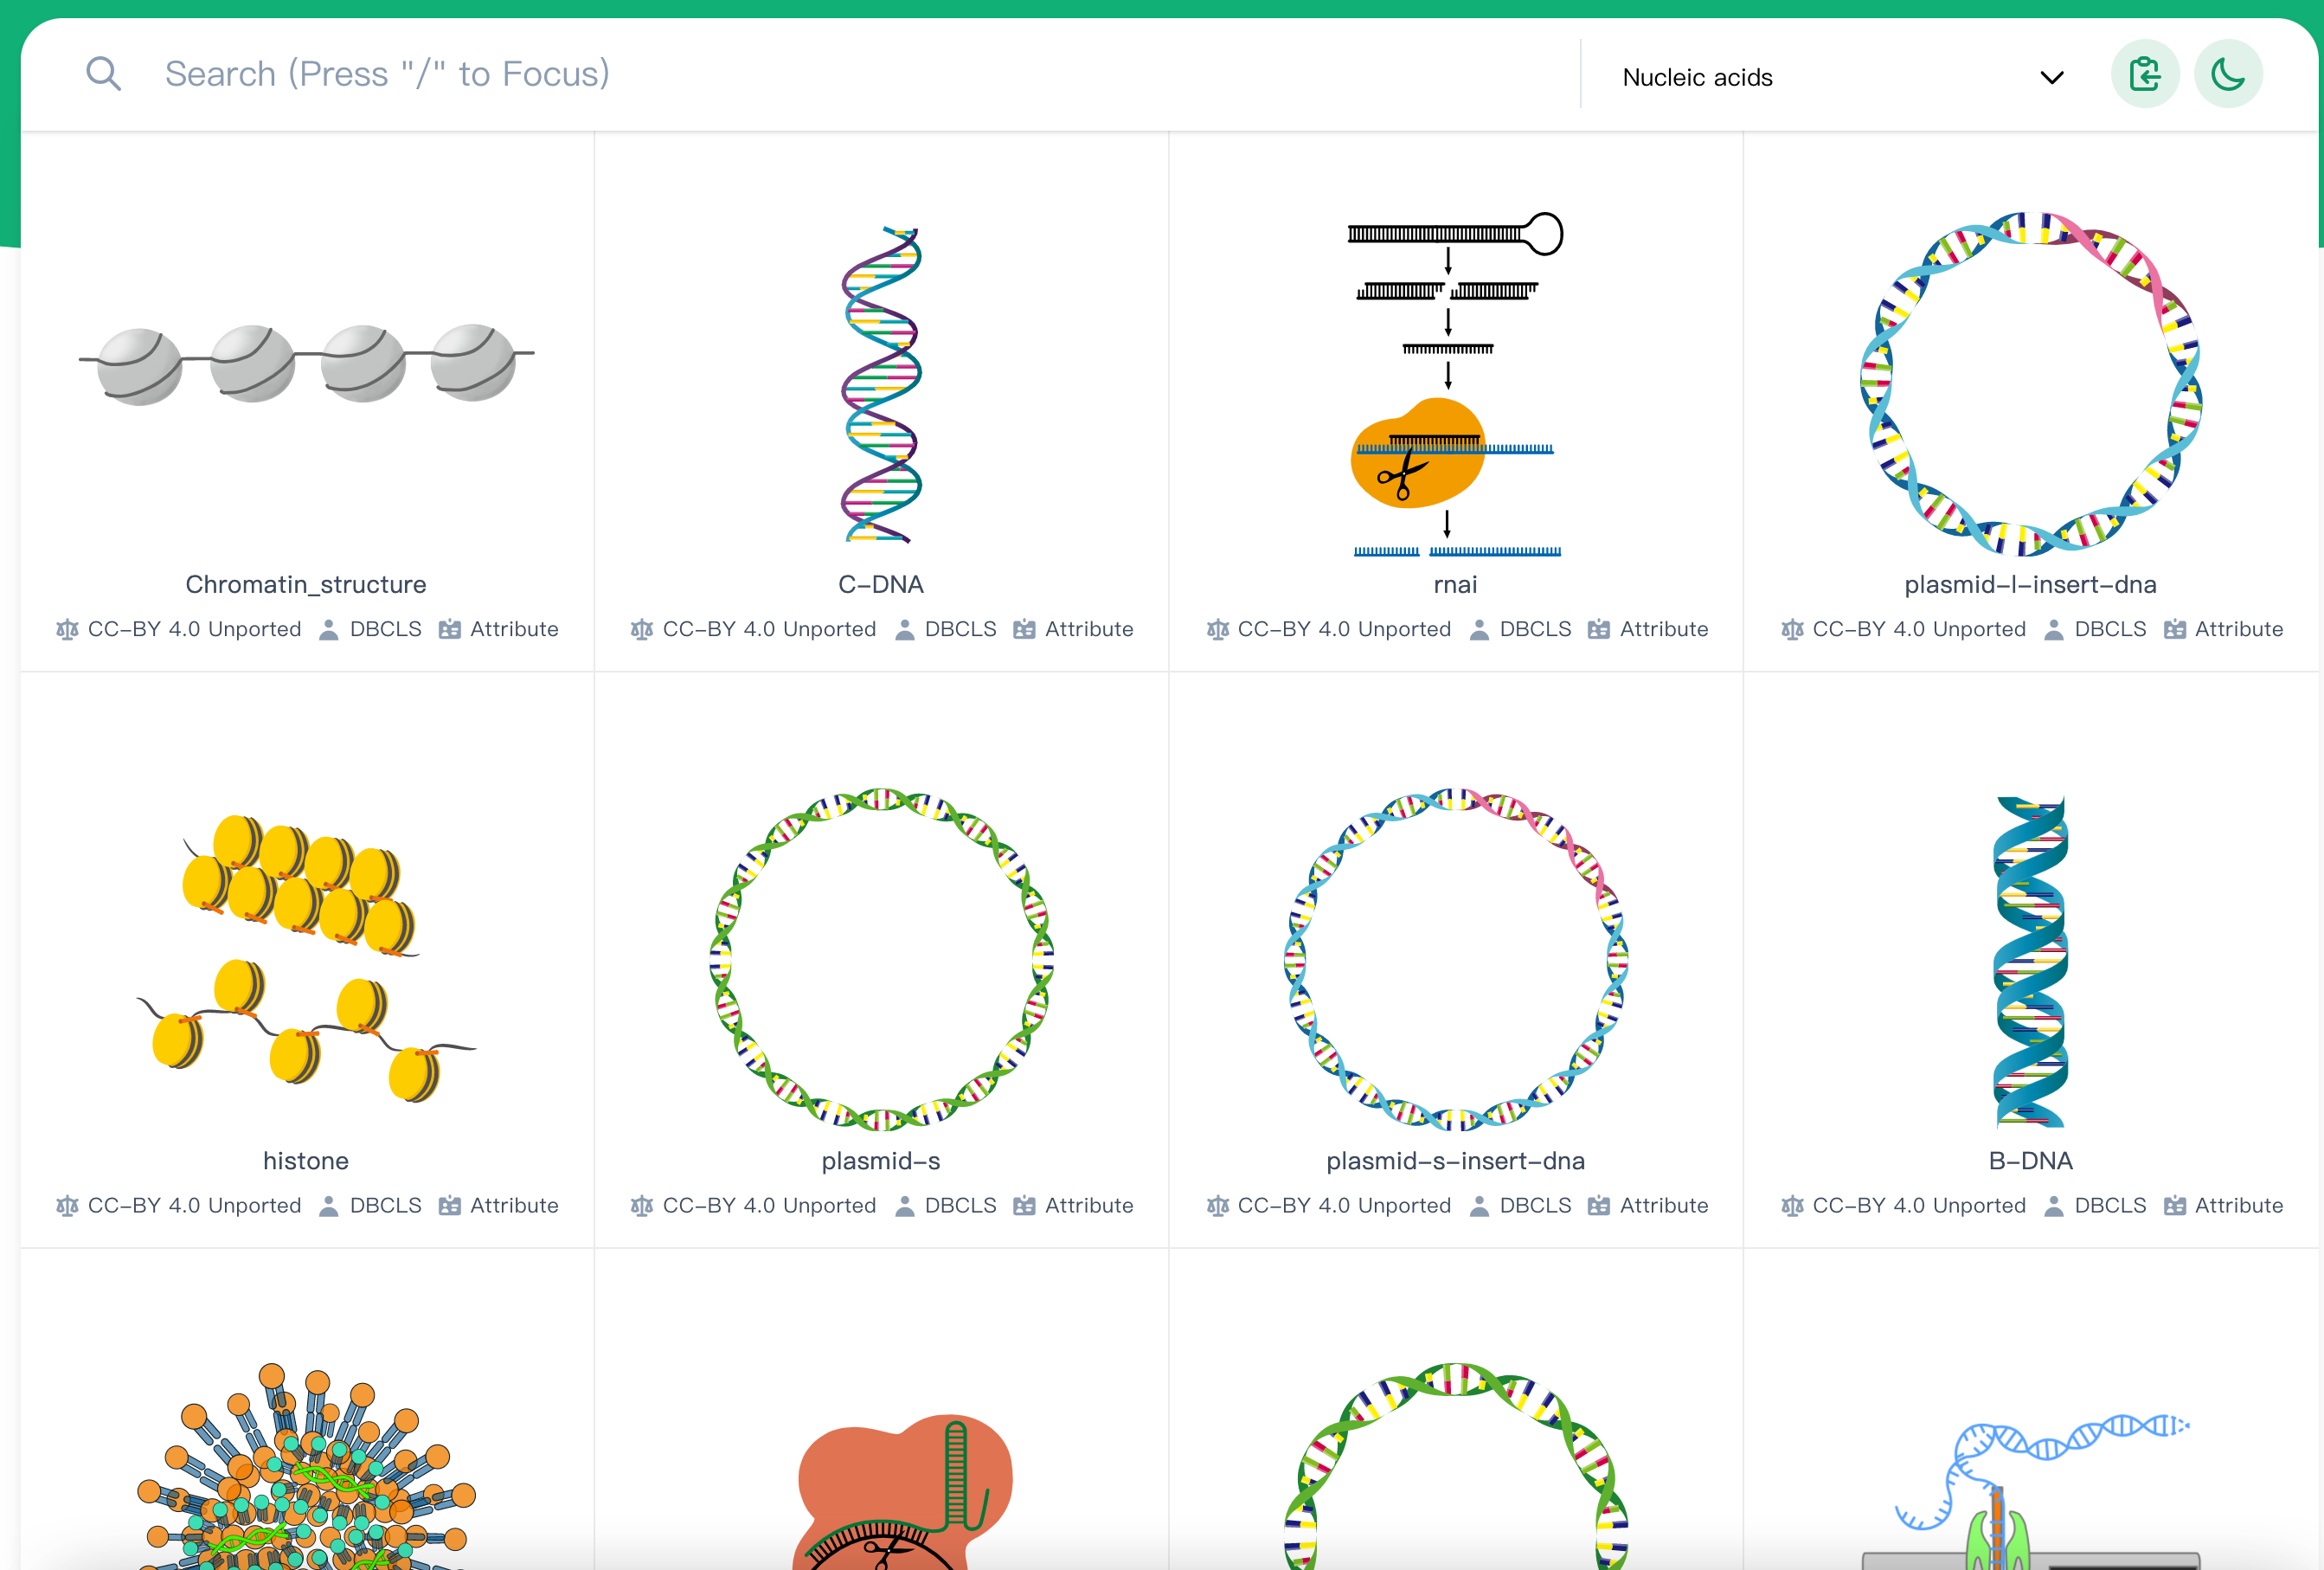 Search (Press "/" to Focus)
Nucleic acids
Chromatin_structure
CC-BY 4.0 Unported DBCLS Attribute
C-DNA
CC-BY 4.0 Unported DBCLS Attribute
rnai
CC-BY 4.0 Unported DBCLS Attribute
plasmid-l-insert-dna
CC-BY 4.0 Unported DBCLS Attribute
histone
CC-BY 4.0 Unported DBCLS Attribute
plasmid-s
CC-BY 4.0 Unported DBCLS Attribute
plasmid-s-insert-dna
CC-BY 4.0 Unported DBCLS Attribute
B-DNA
CC-BY 4.0 Unported DBCLS Attribute